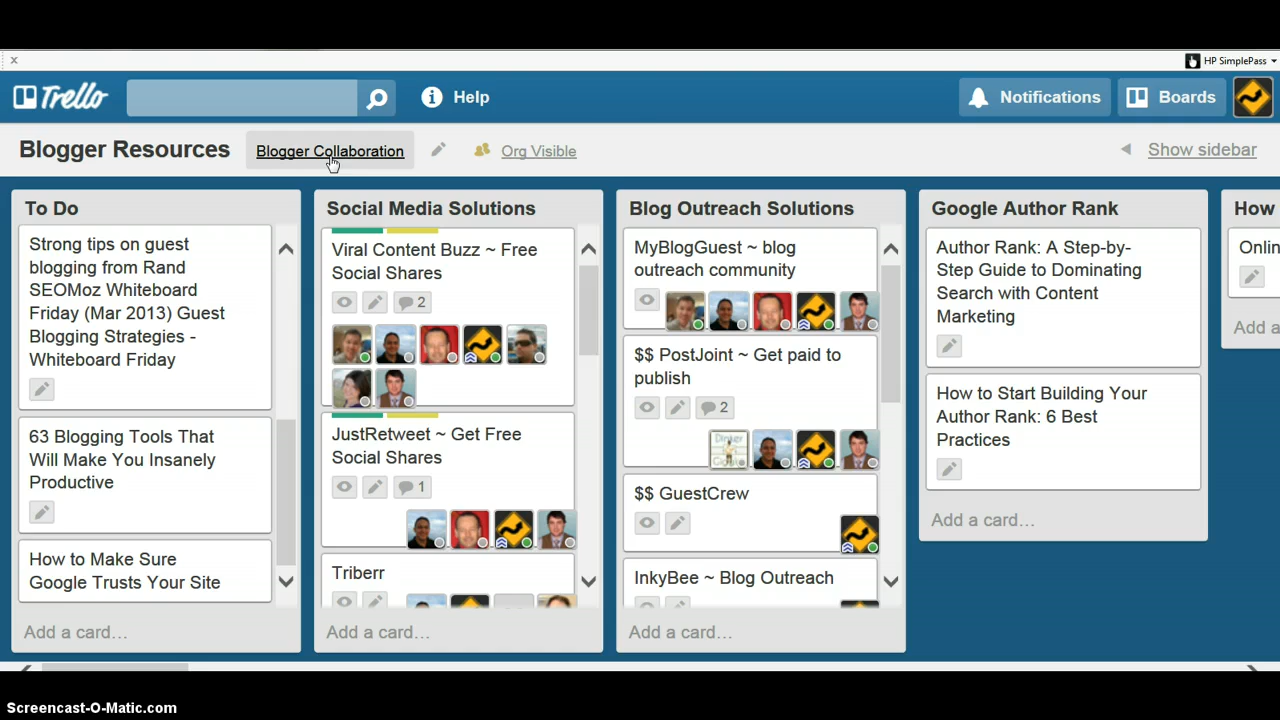 x
HP SimplePass
Trello
Help
Notifications
Boards
Blogger Resources
Blogger Collaboration
Org Visible
Show sidebar
To Do
Strong tips on guest
blogging from Rand
SEOMoz Whiteboard
Friday (Mar 2013) Guest
Blogging Strategies -
Whiteboard Friday
63 Blogging Tools That
Will Make You Insanely
Productive
How to Make Sure
Google Trusts Your Site
Add a card…
Social Media Solutions
Viral Content Buzz ~ Free
Social Shares
2
JustRetweet ~ Get Free
Social Shares
1
Triberr
Add a card…
Blog Outreach Solutions
MyBlogGuest ~ blog
outreach community
$$ PostJoint ~ Get paid to
publish
2
$$ GuestCrew
InkyBee ~ Blog Outreach
Add a card…
Google Author Rank
Author Rank: A Step-by-
Step Guide to Dominating
Search with Content
Marketing
How to Start Building Your
Author Rank: 6 Best
Practices
Add a card…
How
Onlin
Add a
Screencast-O-Matic.com